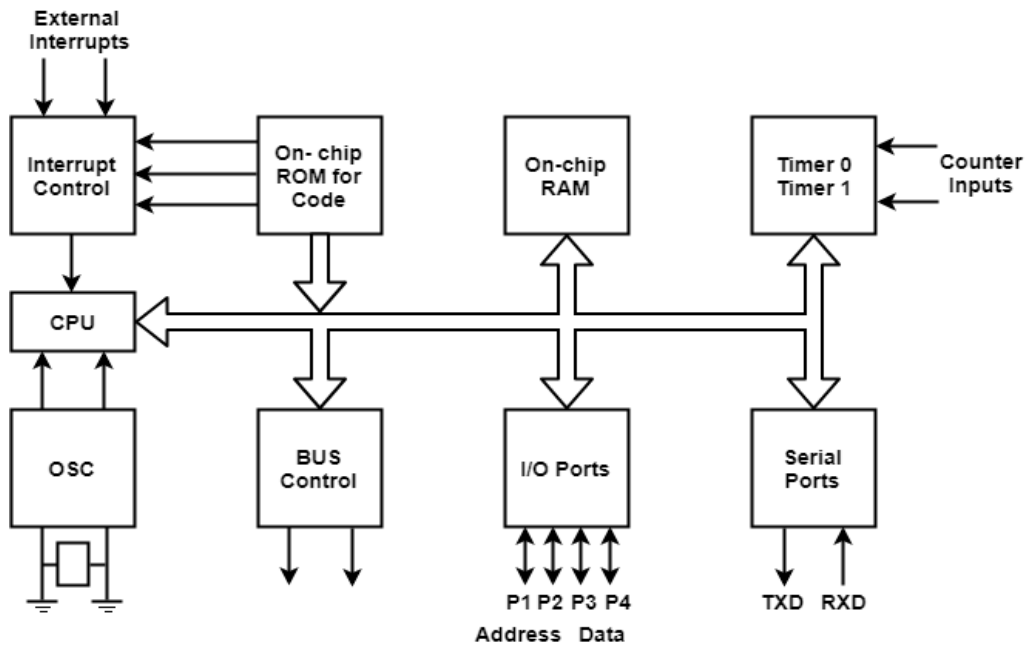 External
Interrupts
Interrupt
Control
On- chip
ROM for
Code
On-chip
RAM
Timer 0
Timer 1
Counter
Inputs
CPU
OSC
BUS
Control
I/O Ports
Serial
Ports
P1 P2 P3 P4
TXD RXD
Address Data